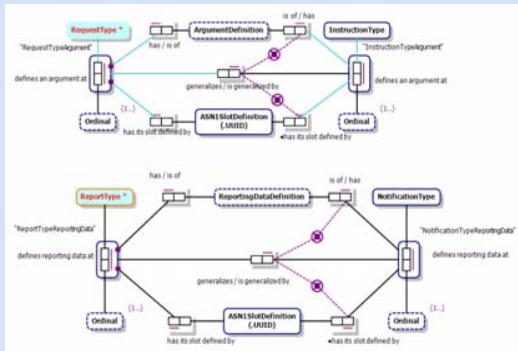 RequestType *
ArgumentDefinition
InstructionType
is of / has
has / is of
"RequestTypeArgument"
"InstructionTypeArgument"
defines an argument at
defines an argument at
generalizes / is generalized by
{1...}
{1...}
Ordinal
ASN1SlotDefinition
(.UUID)
Ordinal
has its slot defined by
*has its slot defined by
has / is of
is of / has
ReportType *
ReportingDataDefinition
NotificationType
"ReportTypeReportingData"
"NotificationTypeReportingData"
defines reporting data at
defines reporting data at
generalizes / is generalized by
{1...}
{1...}
Ordinal
ASN1SlotDefinition
(.UUID)
Ordinal
has its slot defined by
*has its slot defined by